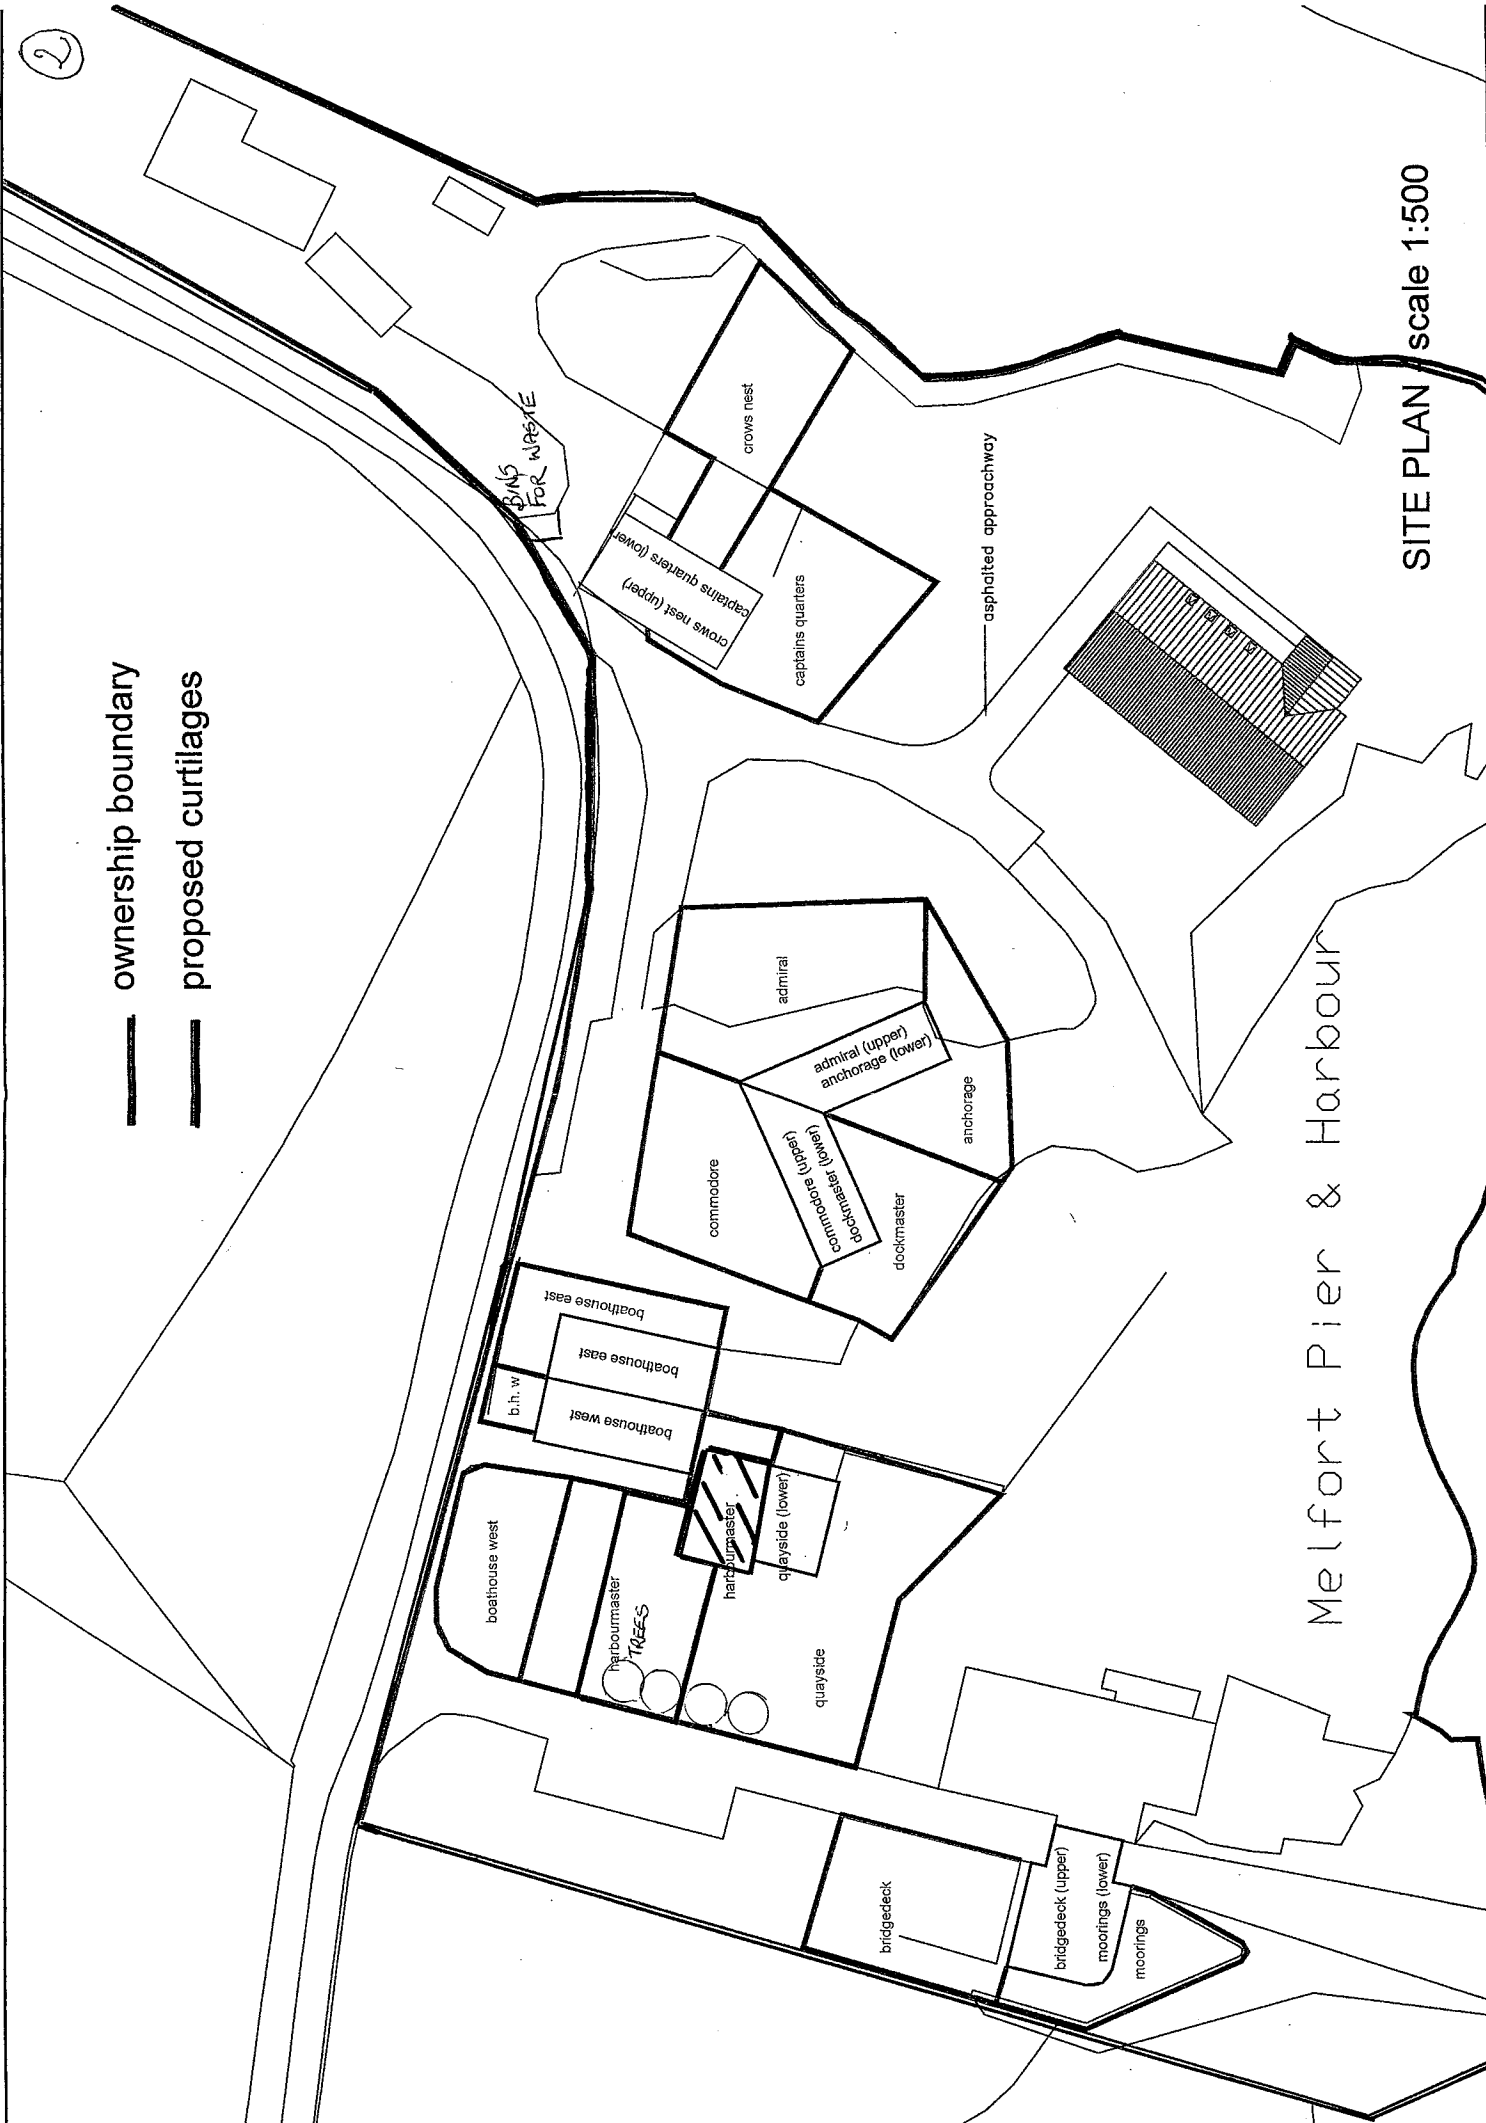 2
ownership boundary
proposed curtilages
BINS
FOR WASTE
crows nest
captains quarters (lower
crows nest (upper)
captains quarters
asphalted approachway
SITE PLAN scale 1:500
admiral
admiral (upper)
anchorage (lower)
anchorage
commodore
commodore (upper)
dockmaster (lower)
dockmaster
boathouse east
boathouse east
b.h. w
boathouse west
boathouse west
harbourmaster
quayside (lower)
harbourmaster
TREES
quayside
bridgedeck
bridgedeck (upper)
moorings (lower)
moorings
Melfort Pier & Harbour